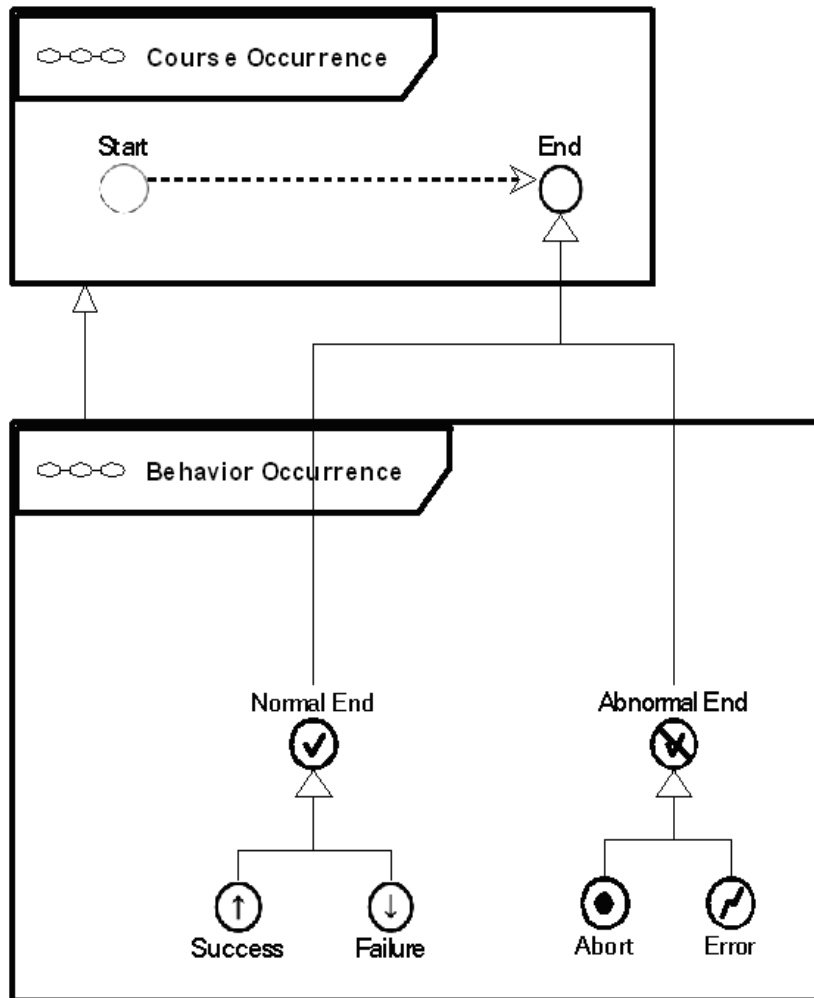 Course Occurrence
Start
End
Behavior Occurrence
Normal End
Abnormal End
Success
Failure
Abort
Error